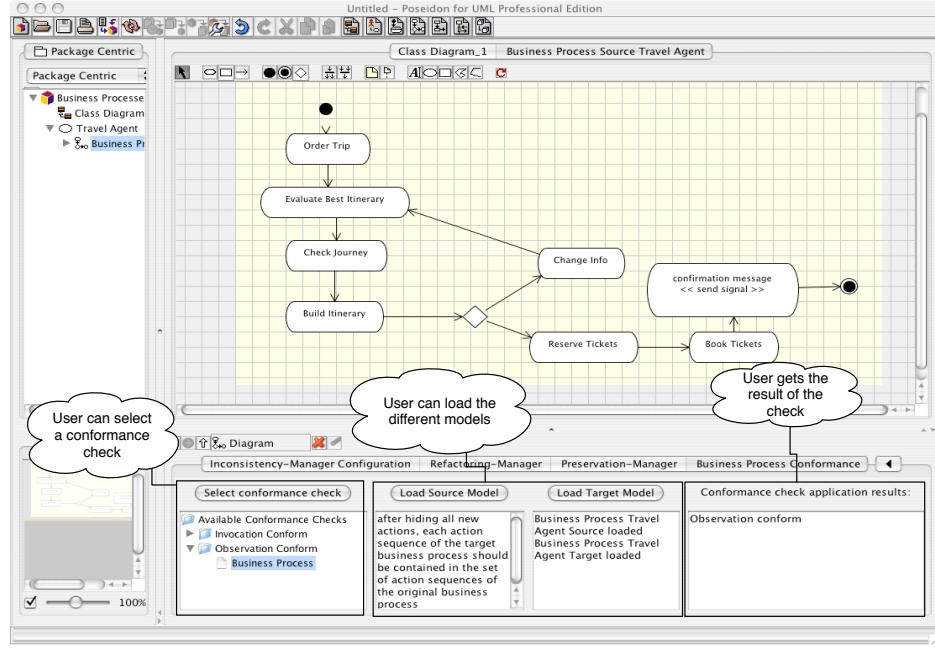 Untitled – Poseidon for UML Professional Edition
Package Centric
Class Diagram_1
Business Process Source Travel Agent
Package Centric
Business Processe
Class Diagram
Travel Agent
Business Pr
Order Trip
Evaluate Best Itinerary
Check Journey
Change Info
confirmation message
<< send signal >>
Build Itinerary
Reserve Tickets
Book Tickets
User can select
a conformance
check
User can load the
different models
User gets the
result of the
check
Diagram
Inconsistency-Manager Configuration
Refactoring-Manager
Preservation-Manager
Business Process Conformance
Select conformance check
Available Conformance Checks
Invocation Conform
Observation Conform
Business Process
Load Source Model
after hiding all new
actions, each action
sequence of the target
business process should
be contained in the set
of action sequences of
the original business
process
Load Target Model
Business Process Travel
Agent Source loaded
Business Process Travel
Agent Target loaded
Conformance check application results:
Observation conform
100%